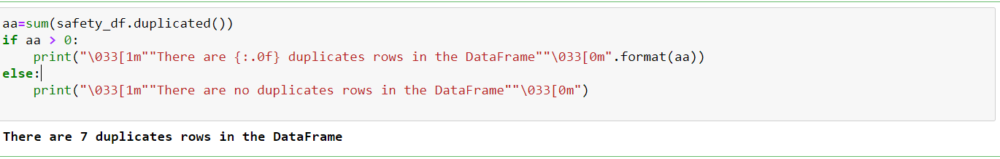 aa=sum(safety_df.duplicated())
if aa > 0:
    print("\033[1m""There are {:.0f} duplicates rows in the DataFrame""\033[0m".format(aa))
else:
    print("\033[1m""There are no duplicates rows in the DataFrame""\033[0m")
There are 7 duplicates rows in the DataFrame